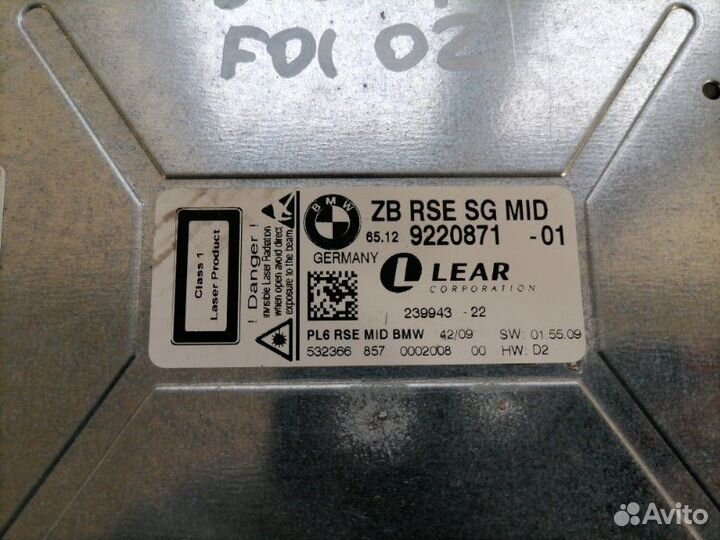 F01 02
Class 1
Laser Product
! Danger !
Invisible Laser Radiation
when open avoid direct
exposure to the beam
BMW
ZB RSE SG MID
65.12 9220871 -01
GERMANY
L LEAR
CORPORATION
239943 - 22
PL6 RSE MID BMW 42/09 SW: 01.55.09
532366 857 0002008 00 HW: D2
Avito